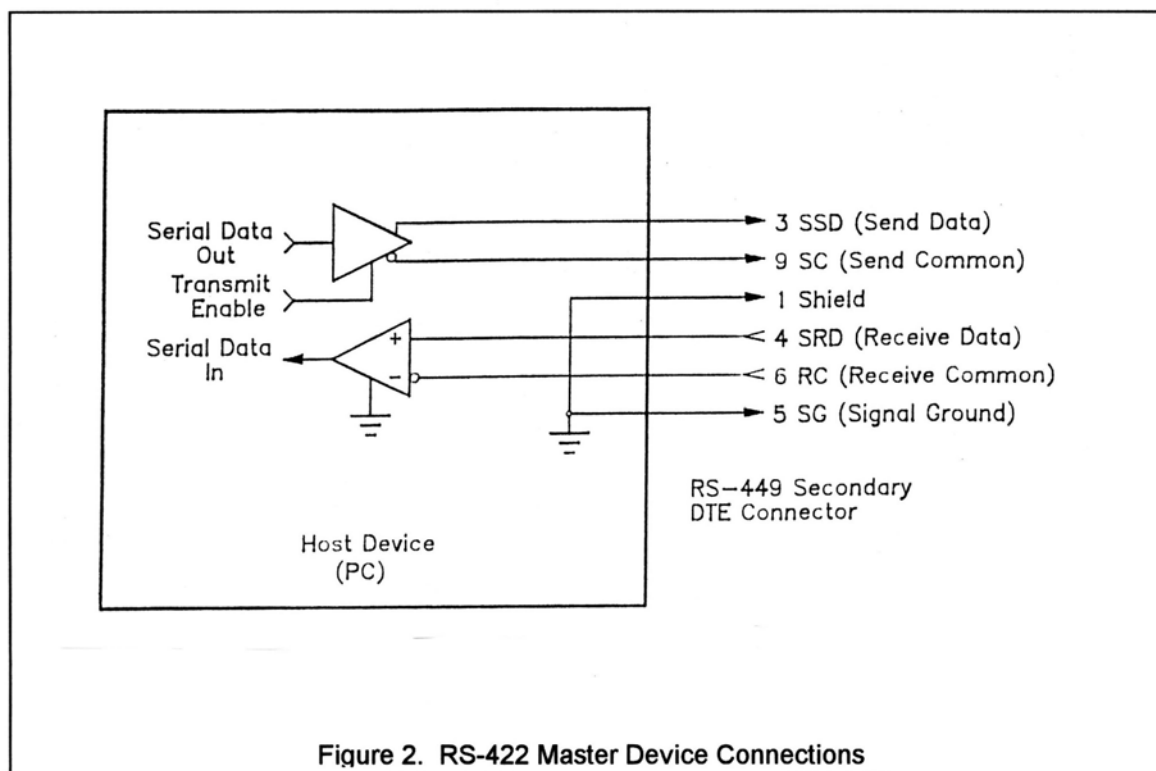 Serial Data
Out
Transmit
Enable
Serial Data
In
+
-
3 SSD (Send Data)
9 SC (Send Common)
1 Shield
4 SRD (Receive Data)
6 RC (Receive Common)
5 SG (Signal Ground)
RS-449 Secondary
DTE Connector
Host Device
(PC)
Figure 2. RS-422 Master Device Connections